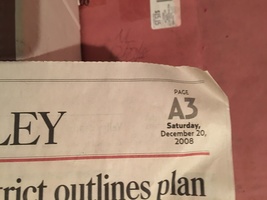 PAGE
A3
Saturday,
December 20,
2008
LEY
trict outlines plan